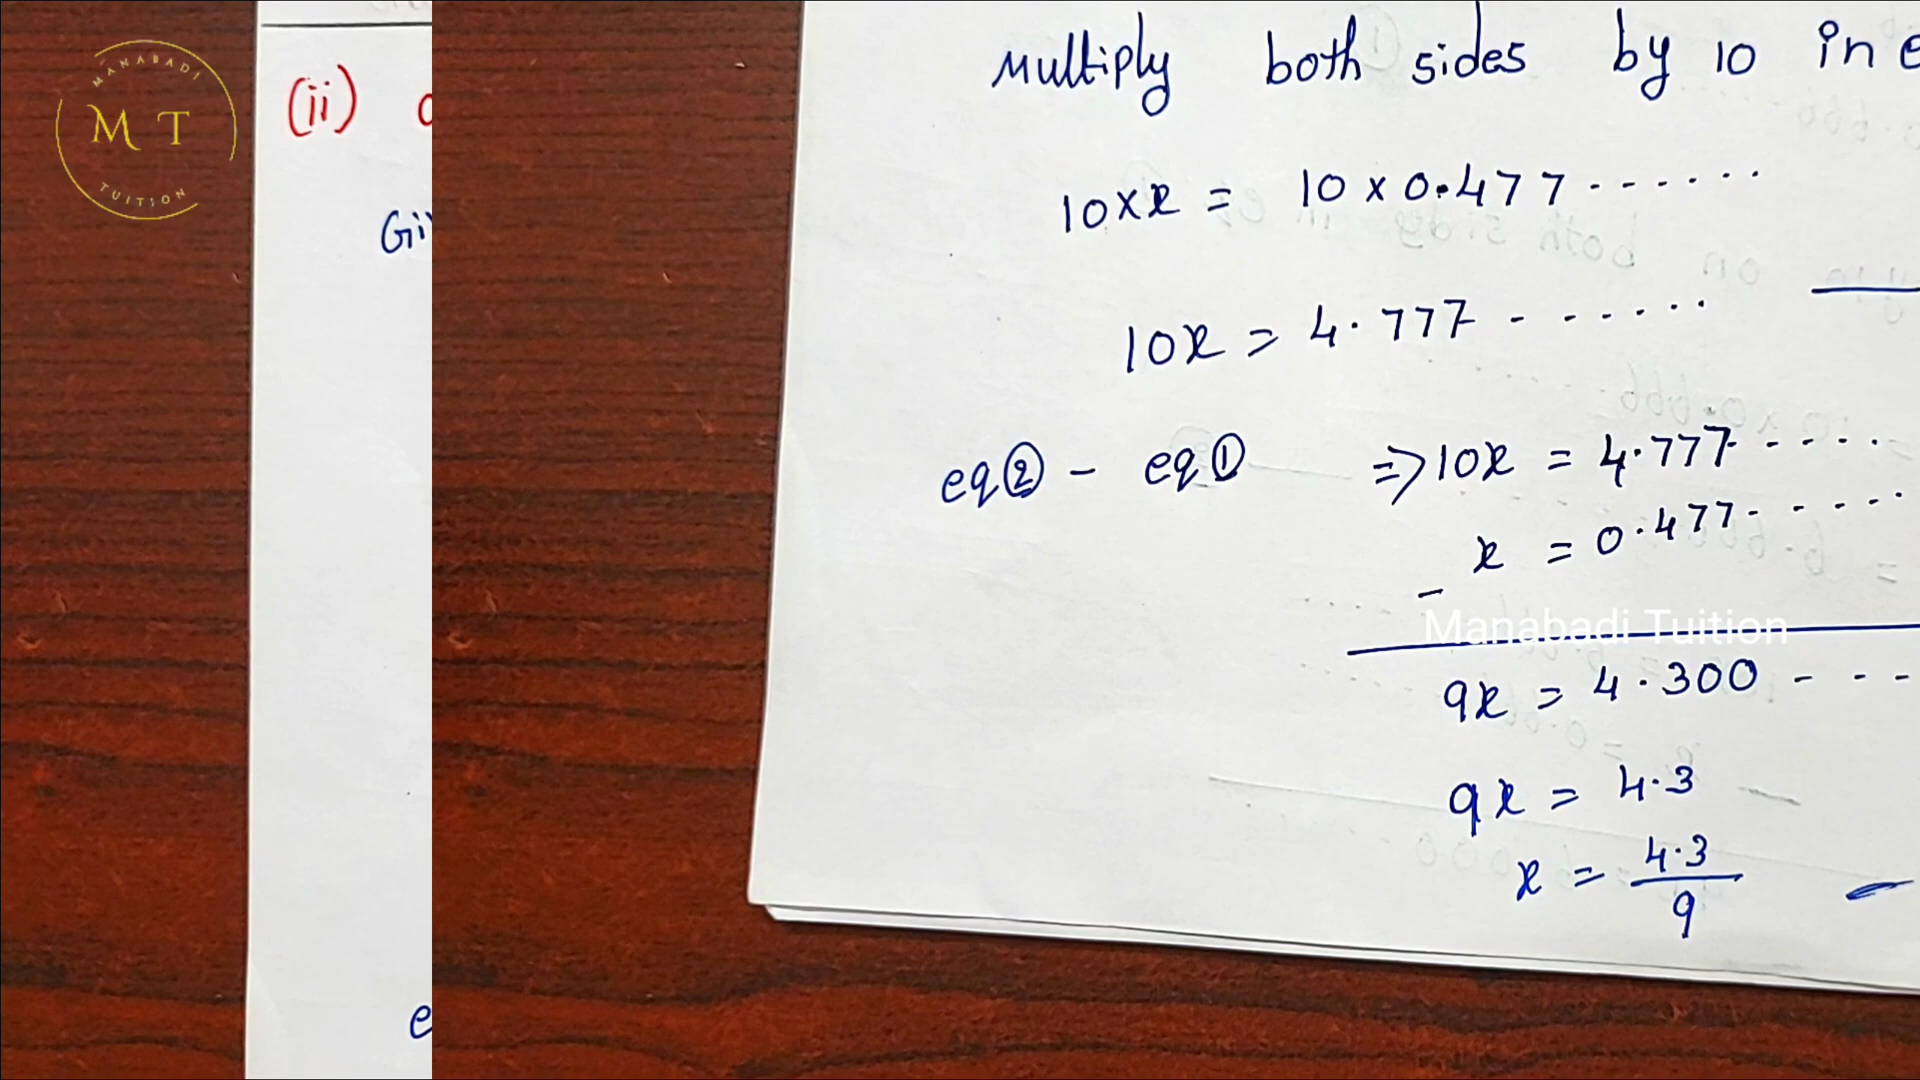 MANABADI
M T
TUITION
(ii)
multiply both sides by 10 in e
10×x = 10 × 0.477 ------
10x = 4.777 - ------
eq② - eq① => 10x = 4.777 - ----
x = 0.477 - - ----
-
Manabadi Tuition
9x = 4.300 - - -
9x = 4.3
x = 4.3
9